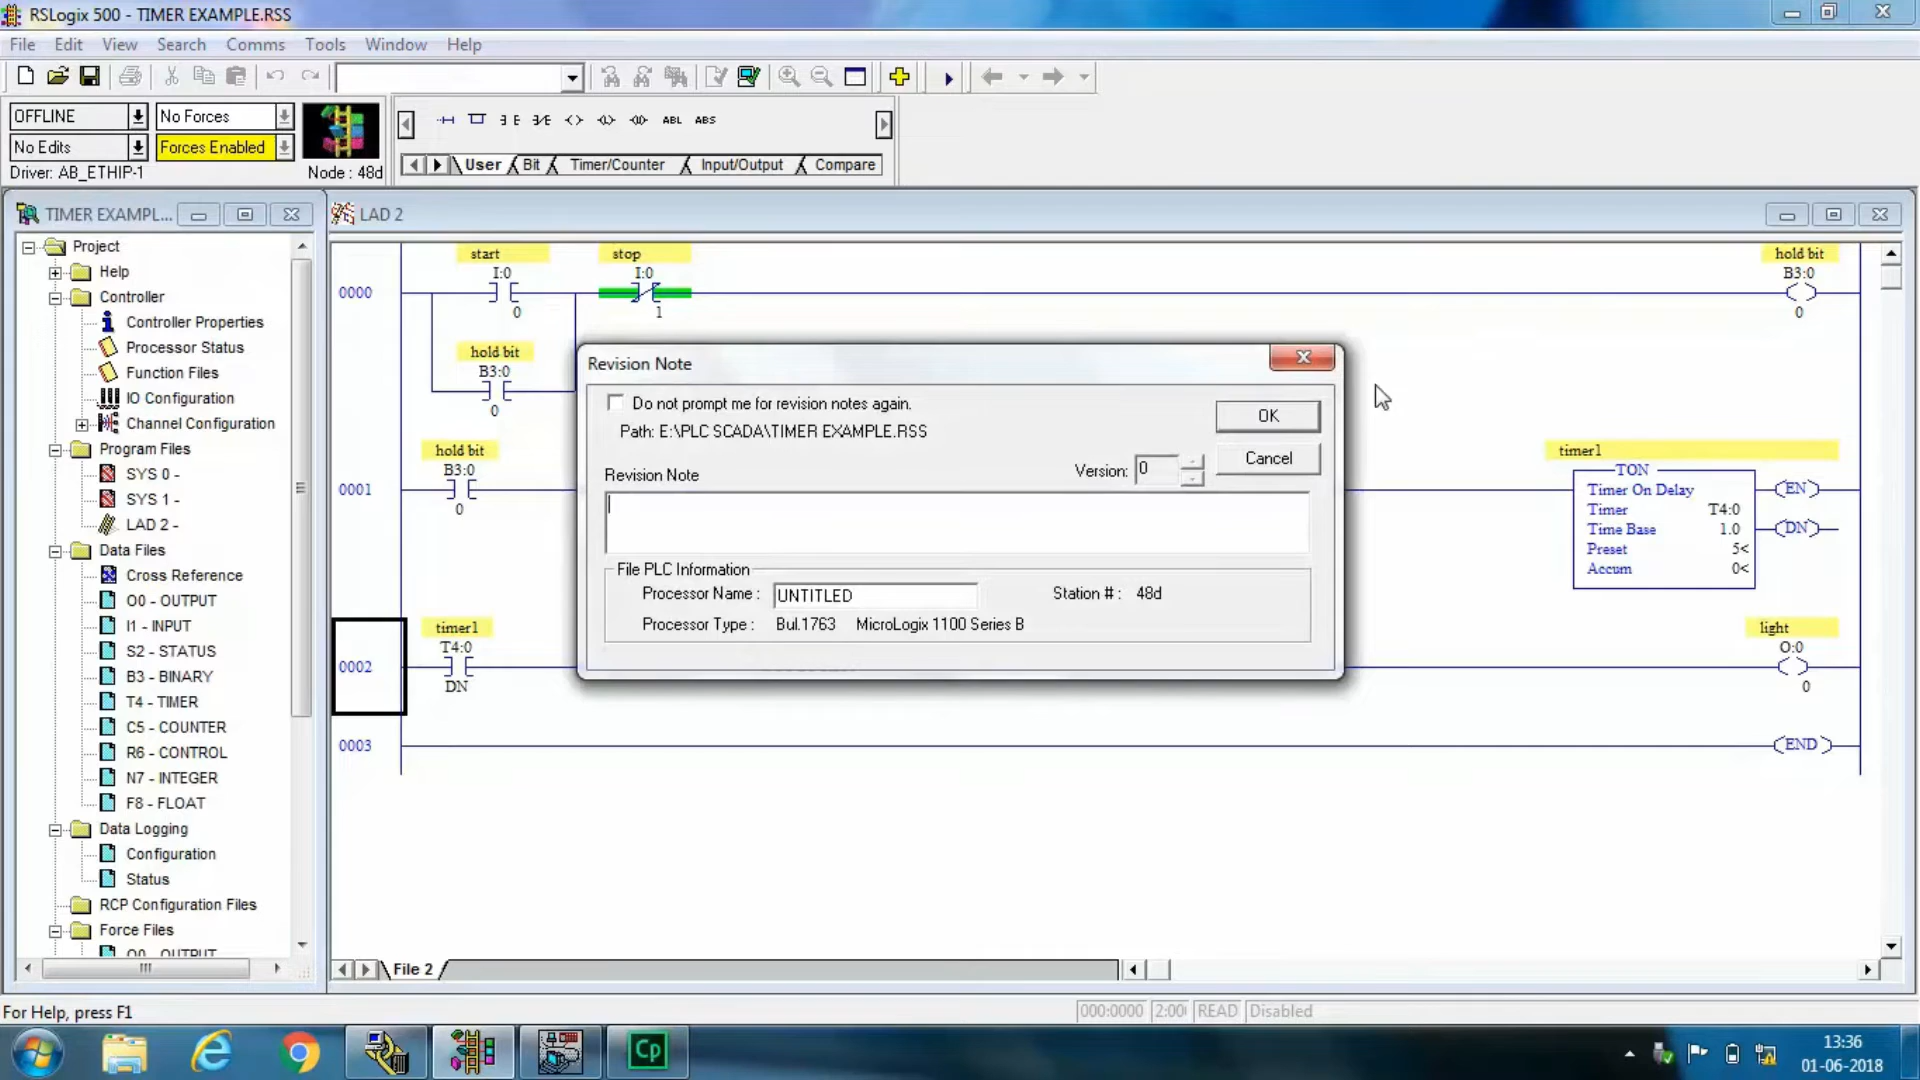 RSLogix 500 - TIMER EXAMPLE.RSS
File Edit View Search Comms Tools Window Help
OFFLINE No Forces
No Edits Forces Enabled
Driver: AB_ETHIP-1 Node : 48d
ABL ABS
User Bit Timer/Counter Input/Output Compare
TIMER EXAMPL...
Project
Help
Controller
Controller Properties
Processor Status
Function Files
IO Configuration
Channel Configuration
Program Files
SYS 0 -
SYS 1 -
LAD 2 -
Data Files
Cross Reference
O0 - OUTPUT
I1 - INPUT
S2 - STATUS
B3 - BINARY
T4 - TIMER
C5 - COUNTER
R6 - CONTROL
N7 - INTEGER
F8 - FLOAT
Data Logging
Configuration
Status
RCP Configuration Files
Force Files
O0 - OUTPUT
LAD 2
start stop hold bit
I:0 I:0 B3:0
0000
0 1 0
hold bit
B3:0
0
hold bit
B3:0
0001
0
timer1
TON
Timer On Delay
Timer T4:0
Time Base 1.0
Preset 5<
Accum 0<
EN
DN
timer1 light
T4:0 O:0
0002
DN 0
0003 END
Revision Note
Do not prompt me for revision notes again.
Path: E:\PLC SCADA\TIMER EXAMPLE.RSS
OK
Cancel
Version: 0
Revision Note
File PLC Information
Processor Name : UNTITLED Station # : 48d
Processor Type : Bul.1763 MicroLogix 1100 Series B
File 2
For Help, press F1
000:0000 2:00 READ Disabled
Cp
13:36
01-06-2018